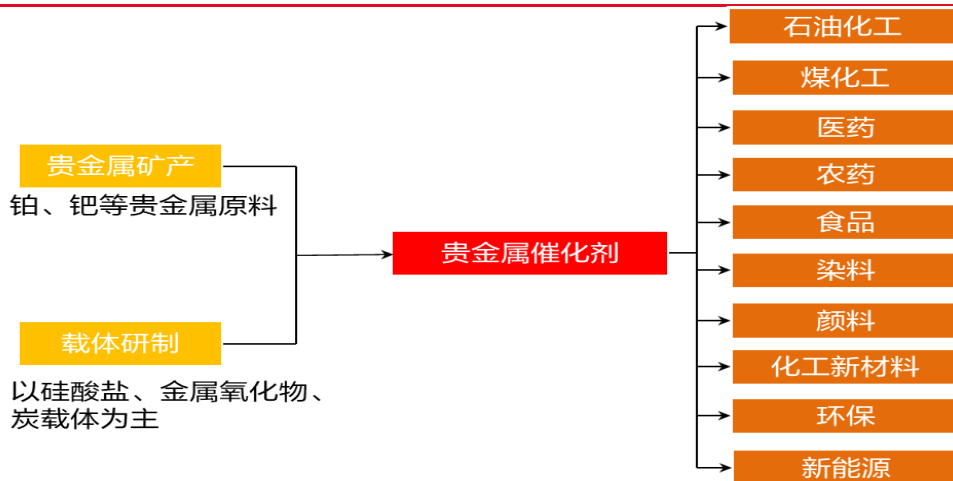 贵金属矿产
铂、钯等贵金属原料
载体研制
以硅酸盐、金属氧化物、
炭载体为主
贵金属催化剂
石油化工
煤化工
医药
农药
食品
染料
颜料
化工新材料
环保
新能源